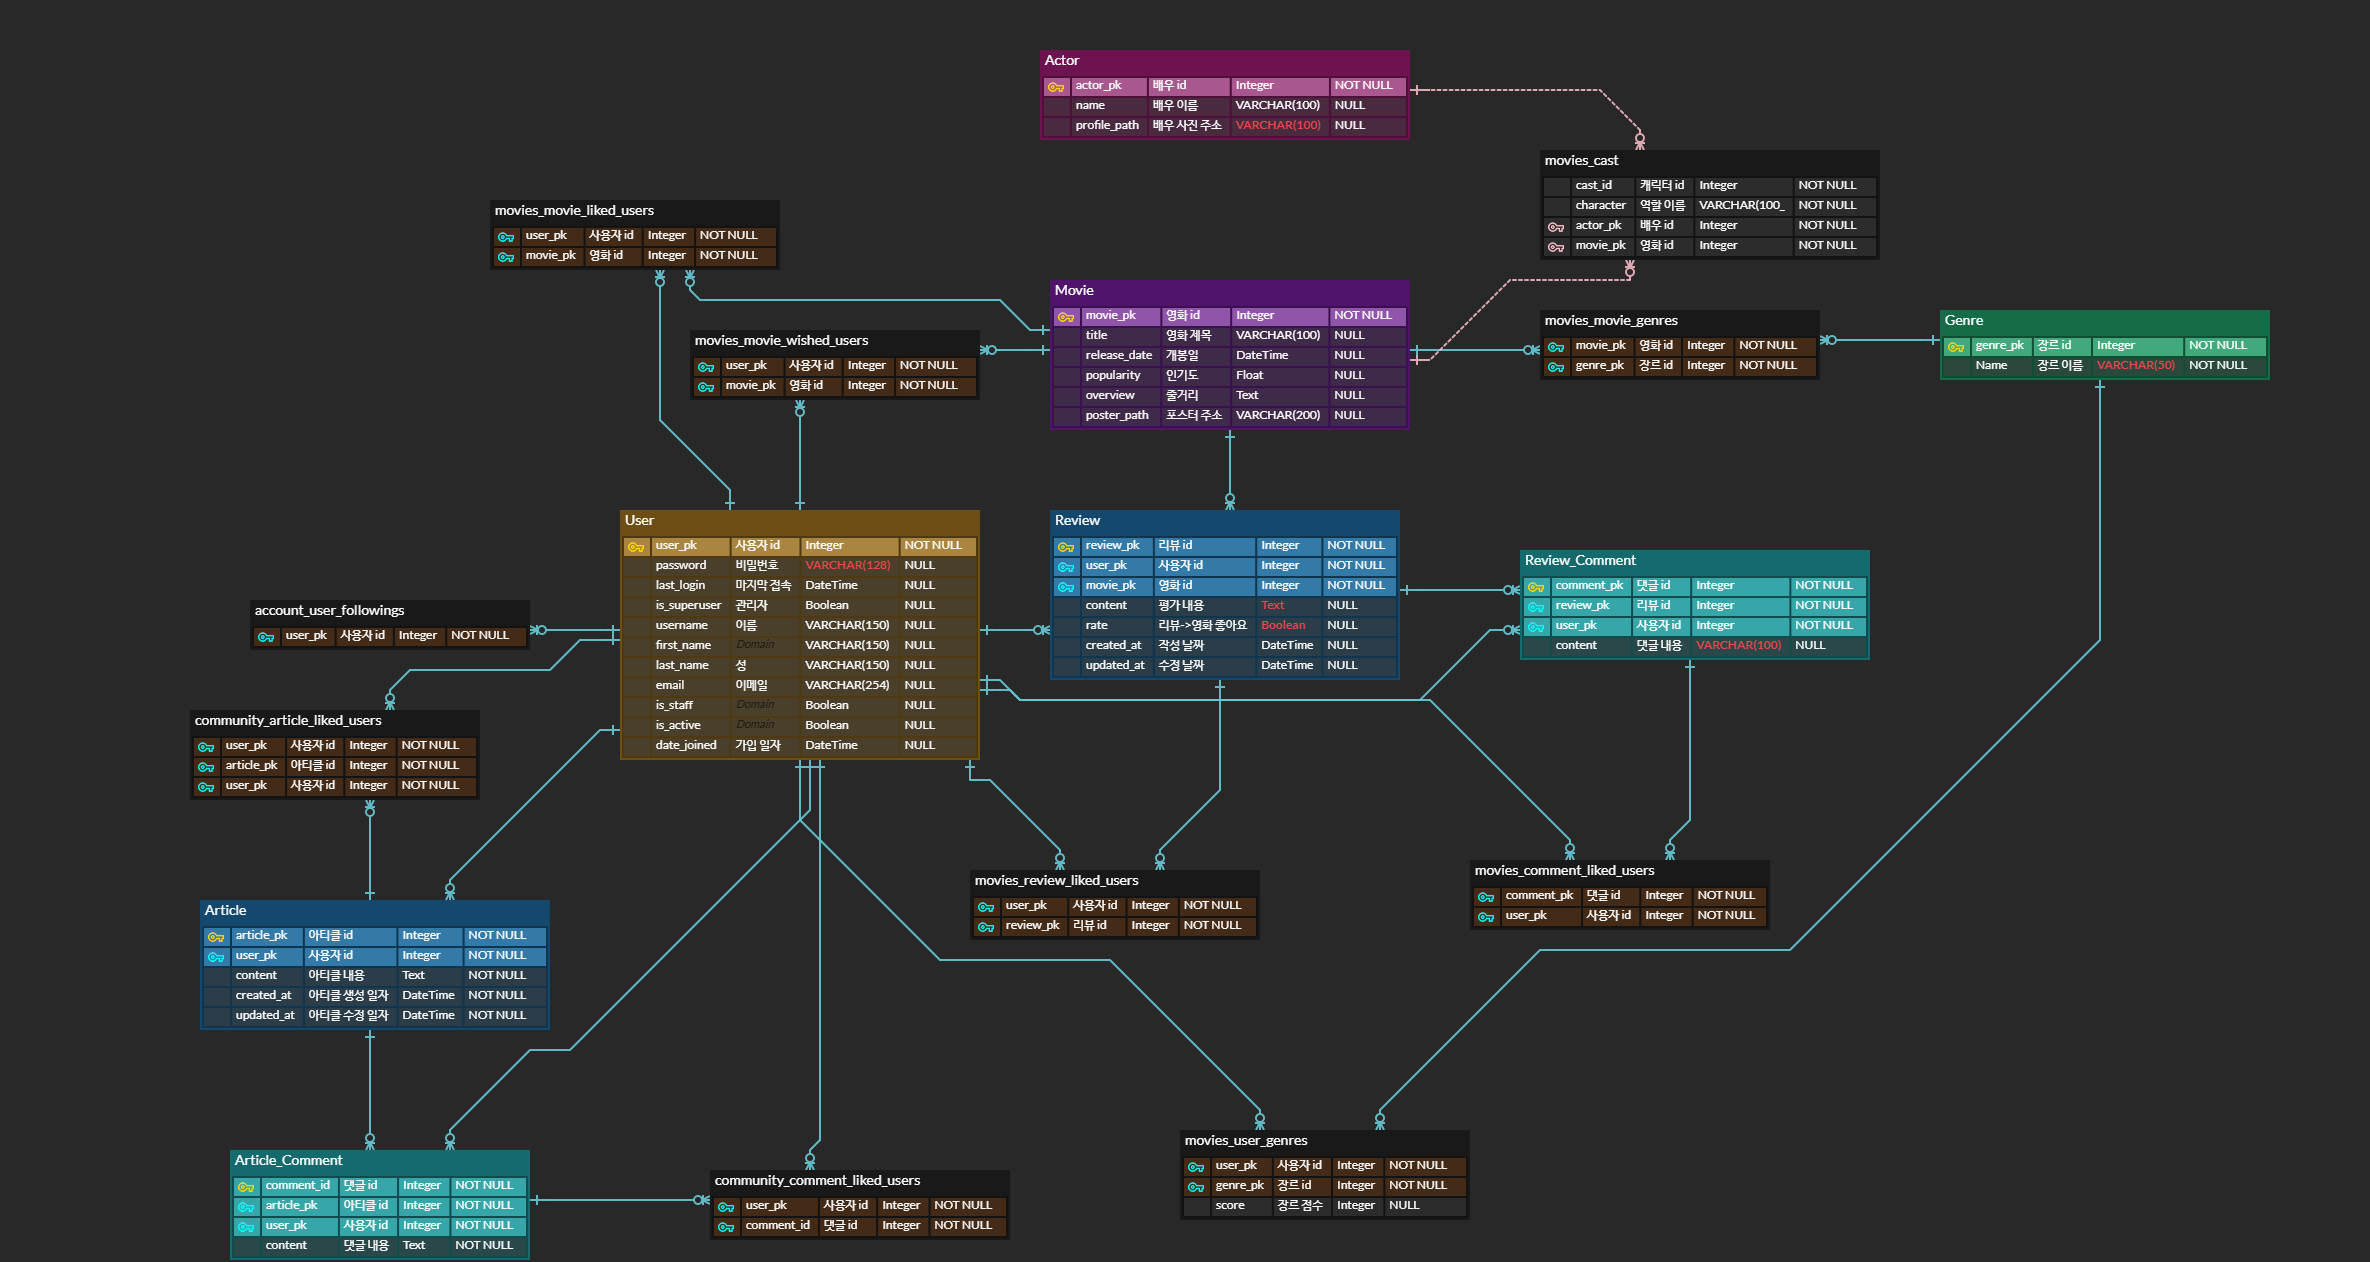 Actor
actor_pk 배우 id Integer NOT NULL
name 배우 이름 VARCHAR(100) NULL
profile_path 배우 사진 주소 VARCHAR(100) NULL
movies_cast
cast_id 캐릭터 id Integer NOT NULL
character 역할 이름 VARCHAR(100_ NOT NULL
actor_pk 배우 id Integer NOT NULL
movie_pk 영화 id Integer NOT NULL
movies_movie_liked_users
user_pk 사용자 id Integer NOT NULL
movie_pk 영화 id Integer NOT NULL
Movie
movie_pk 영화 id Integer NOT NULL
title 영화 제목 VARCHAR(100) NULL
release_date 개봉일 DateTime NULL
popularity 인기도 Float NULL
overview 줄거리 Text NULL
poster_path 포스터 주소 VARCHAR(200) NULL
movies_movie_wished_users
user_pk 사용자 id Integer NOT NULL
movie_pk 영화 id Integer NOT NULL
movies_movie_genres
movie_pk 영화 id Integer NOT NULL
genre_pk 장르 id Integer NOT NULL
Genre
genre_pk 장르 id Integer NOT NULL
Name 장르 이름 VARCHAR(50) NOT NULL
User
user_pk 사용자 id Integer NOT NULL
password 비밀번호 VARCHAR(128) NULL
last_login 마지막 접속 DateTime NULL
is_superuser 관리자 Boolean NULL
username 이름 VARCHAR(150) NULL
first_name Domain VARCHAR(150) NULL
last_name 성 VARCHAR(150) NULL
email 이메일 VARCHAR(254) NULL
is_staff Domain Boolean NULL
is_active Domain Boolean NULL
date_joined 가입 일자 DateTime NULL
Review
review_pk 리뷰 id Integer NOT NULL
user_pk 사용자 id Integer NOT NULL
movie_pk 영화 id Integer NOT NULL
content 평가 내용 Text NULL
rate 리뷰->영화 좋아요 Boolean NULL
created_at 작성 날짜 DateTime NULL
updated_at 수정 날짜 DateTime NULL
Review_Comment
comment_pk 댓글 id Integer NOT NULL
review_pk 리뷰 id Integer NOT NULL
user_pk 사용자 id Integer NOT NULL
content 댓글 내용 VARCHAR(100) NULL
account_user_followings
user_pk 사용자 id Integer NOT NULL
community_article_liked_users
user_pk 사용자 id Integer NOT NULL
article_pk 아티클 id Integer NOT NULL
user_pk 사용자 id Integer NOT NULL
movies_review_liked_users
user_pk 사용자 id Integer NOT NULL
review_pk 리뷰 id Integer NOT NULL
movies_comment_liked_users
comment_pk 댓글 id Integer NOT NULL
user_pk 사용자 id Integer NOT NULL
Article
article_pk 아티클 id Integer NOT NULL
user_pk 사용자 id Integer NOT NULL
content 아티클 내용 Text NOT NULL
created_at 아티클 생성 일자 DateTime NOT NULL
updated_at 아티클 수정 일자 DateTime NOT NULL
movies_user_genres
user_pk 사용자 id Integer NOT NULL
genre_pk 장르 id Integer NOT NULL
score 장르 점수 Integer NULL
Article_Comment
comment_id 댓글 id Integer NOT NULL
article_pk 아티클 id Integer NOT NULL
user_pk 사용자 id Integer NOT NULL
content 댓글 내용 Text NOT NULL
community_comment_liked_users
user_pk 사용자 id Integer NOT NULL
comment_id 댓글 id Integer NOT NULL